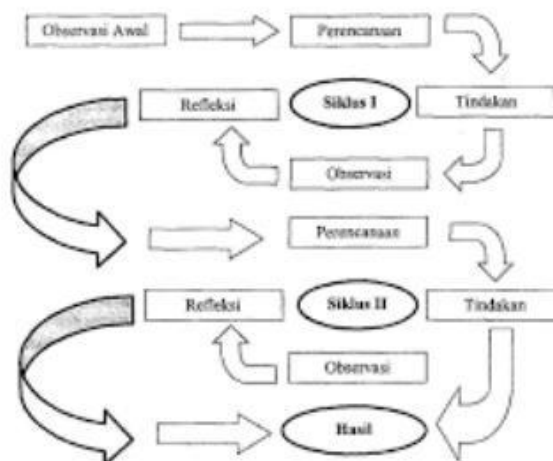 Observasi Awal
Perencanaan
Refleksi
Siklus I
Tindakan
Observasi
Perencanaan
Refleksi
Siklus II
Tindakan
Observasi
Hasil